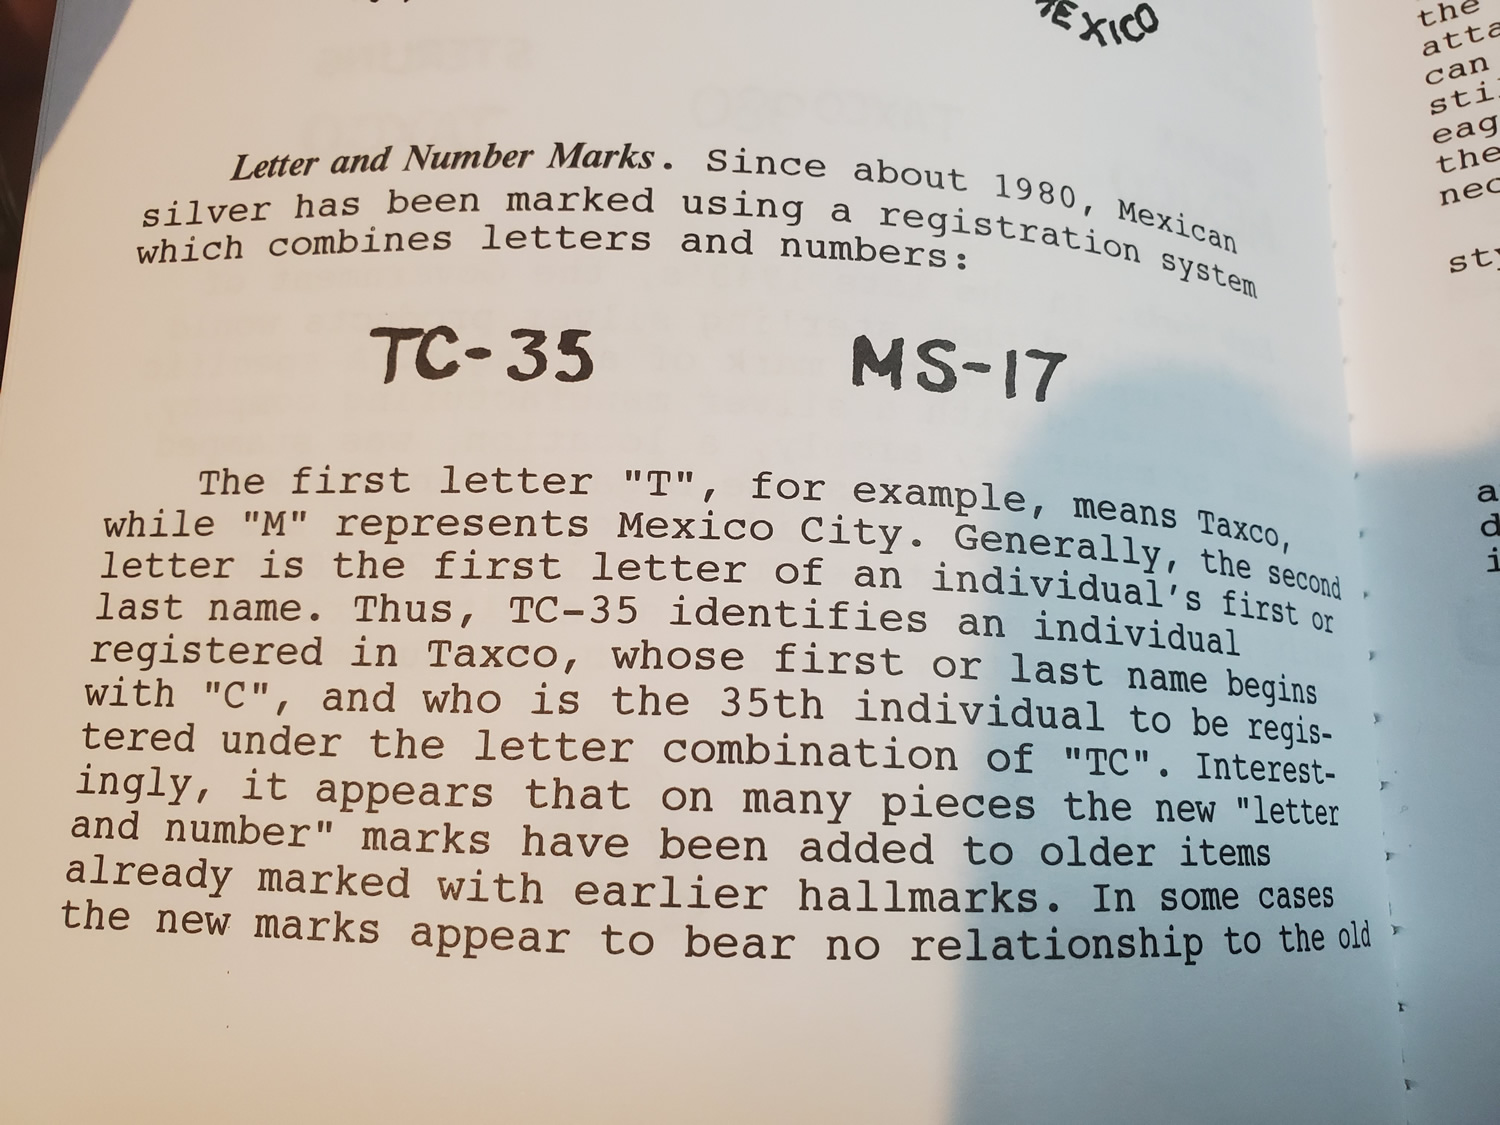 MEXICO
Letter and Number Marks. Since about 1980, Mexican
silver has been marked using a registration system
which combines letters and numbers:
TC-35 MS-17
The first letter "T", for example, means Taxco,
while "M" represents Mexico City. Generally, the second
letter is the first letter of an individual's first or
last name. Thus, TC-35 identifies an individual
registered in Taxco, whose first or last name begins
with "C", and who is the 35th individual to be regis-
tered under the letter combination of "TC". Interest-
ingly, it appears that on many pieces the new "letter
and number" marks have been added to older items
already marked with earlier hallmarks. In some cases
the new marks appear to bear no relationship to the old
the
can
the